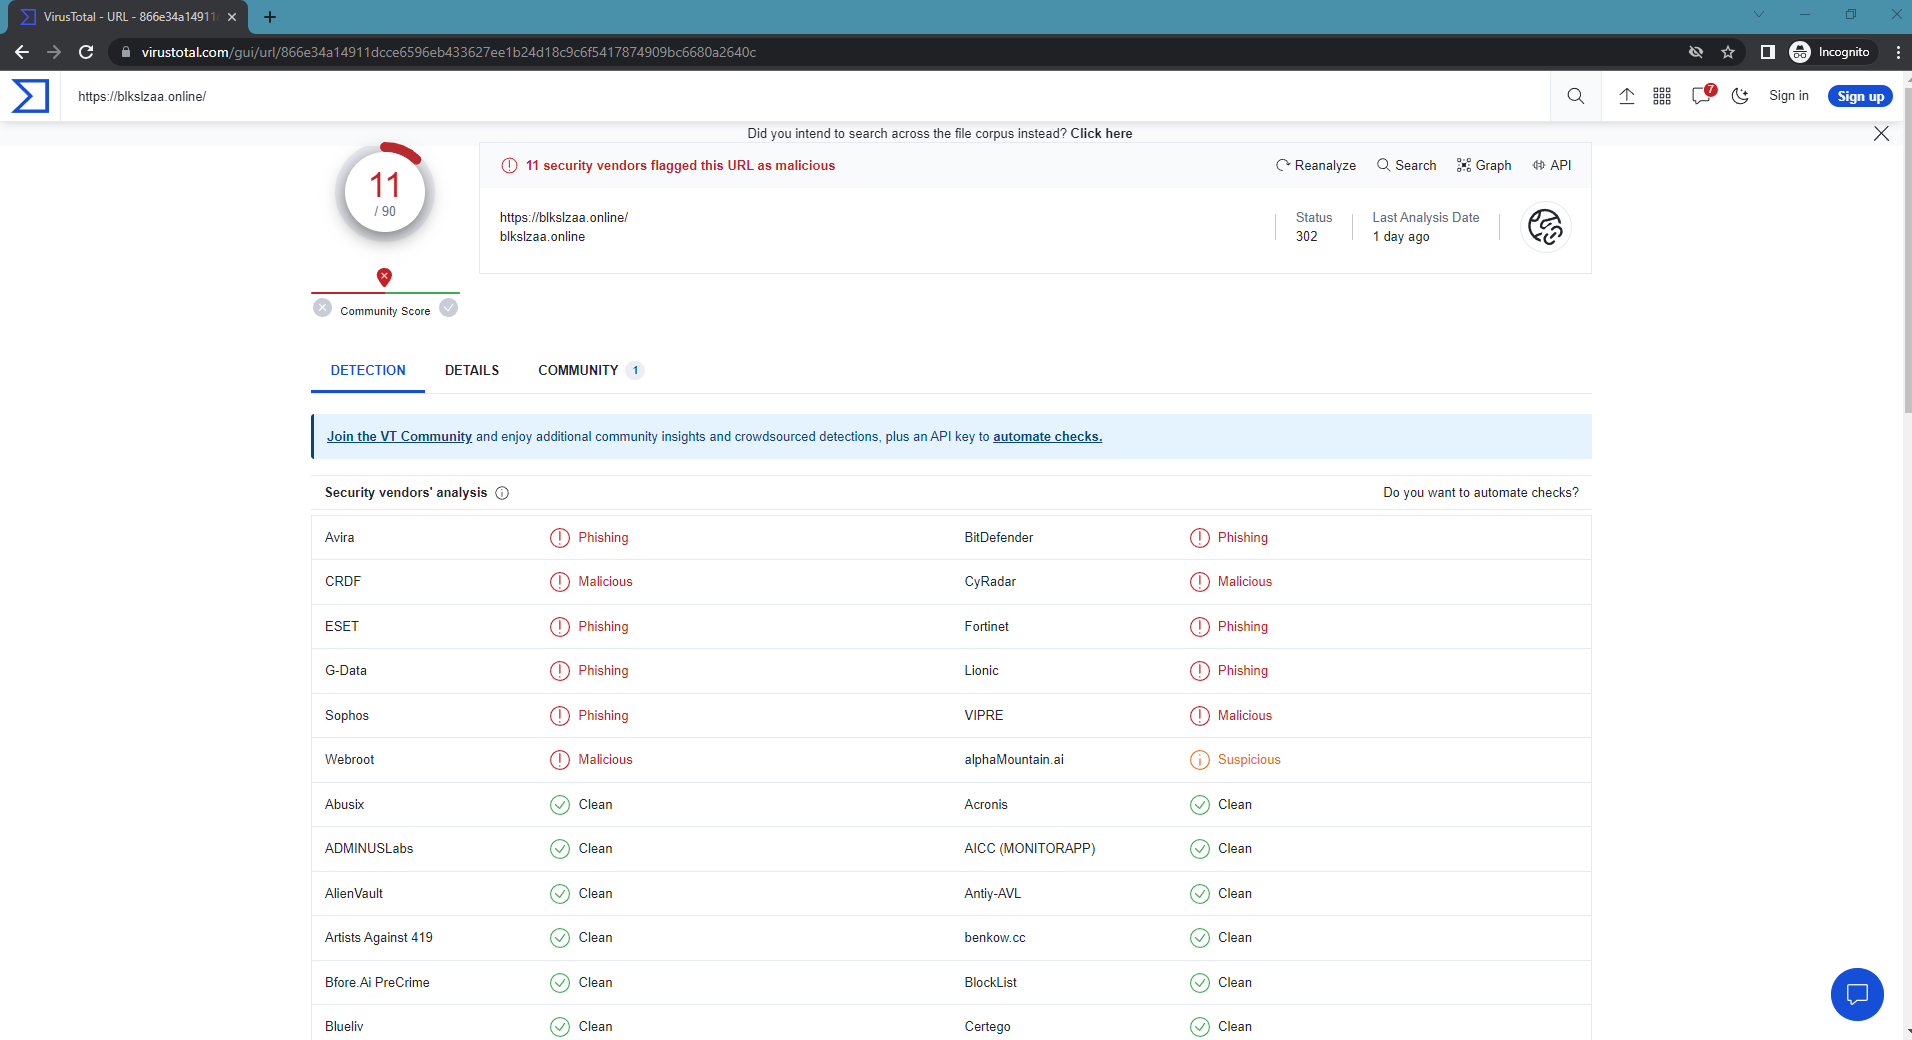 VirusTotal - URL - 866e34a14911
virustotal.com/gui/url/866e34a14911dcce6596eb433627ee1b24d18c9c6f5417874909bc6680a2640c
Incognito
https://blkslzaa.online/
7
Sign in
Sign up
Did you intend to search across the file corpus instead? Click here
11
/ 90
Community Score
11 security vendors flagged this URL as malicious
Reanalyze
Search
Graph
API
https://blkslzaa.online/
blkslzaa.online
Status
302
Last Analysis Date
1 day ago
DETECTION
DETAILS
COMMUNITY 1
Join the VT Community and enjoy additional community insights and crowdsourced detections, plus an API key to automate checks.
Security vendors' analysis
Do you want to automate checks?
Avira Phishing BitDefender Phishing
CRDF Malicious CyRadar Malicious
ESET Phishing Fortinet Phishing
G-Data Phishing Lionic Phishing
Sophos Phishing VIPRE Malicious
Webroot Malicious alphaMountain.ai Suspicious
Abusix Clean Acronis Clean
ADMINUSLabs Clean AICC (MONITORAPP) Clean
AlienVault Clean Antiy-AVL Clean
Artists Against 419 Clean benkow.cc Clean
Bfore.Ai PreCrime Clean BlockList Clean
Blueliv Clean Certego Clean